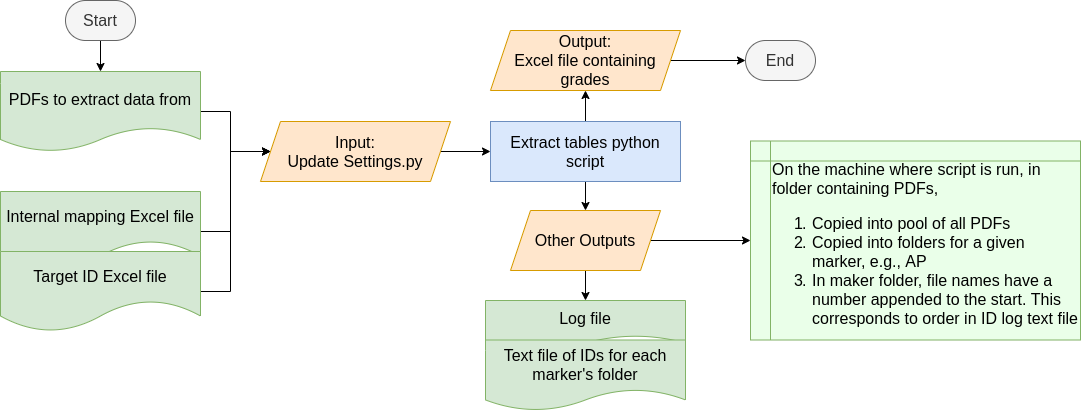 Start
PDFs to extract data from
Internal mapping Excel file
Target ID Excel file
Input:
Update Settings.py
Output:
Excel file containing
grades
End
Extract tables python
script
Other Outputs
Log file
Text file of IDs for each
marker's folder
On the machine where script is run, in
folder containing PDFs,
1. Copied into pool of all PDFs
2. Copied into folders for a given
marker, e.g., AP
3. In maker folder, file names have a
number appended to the start. This
corresponds to order in ID log text file